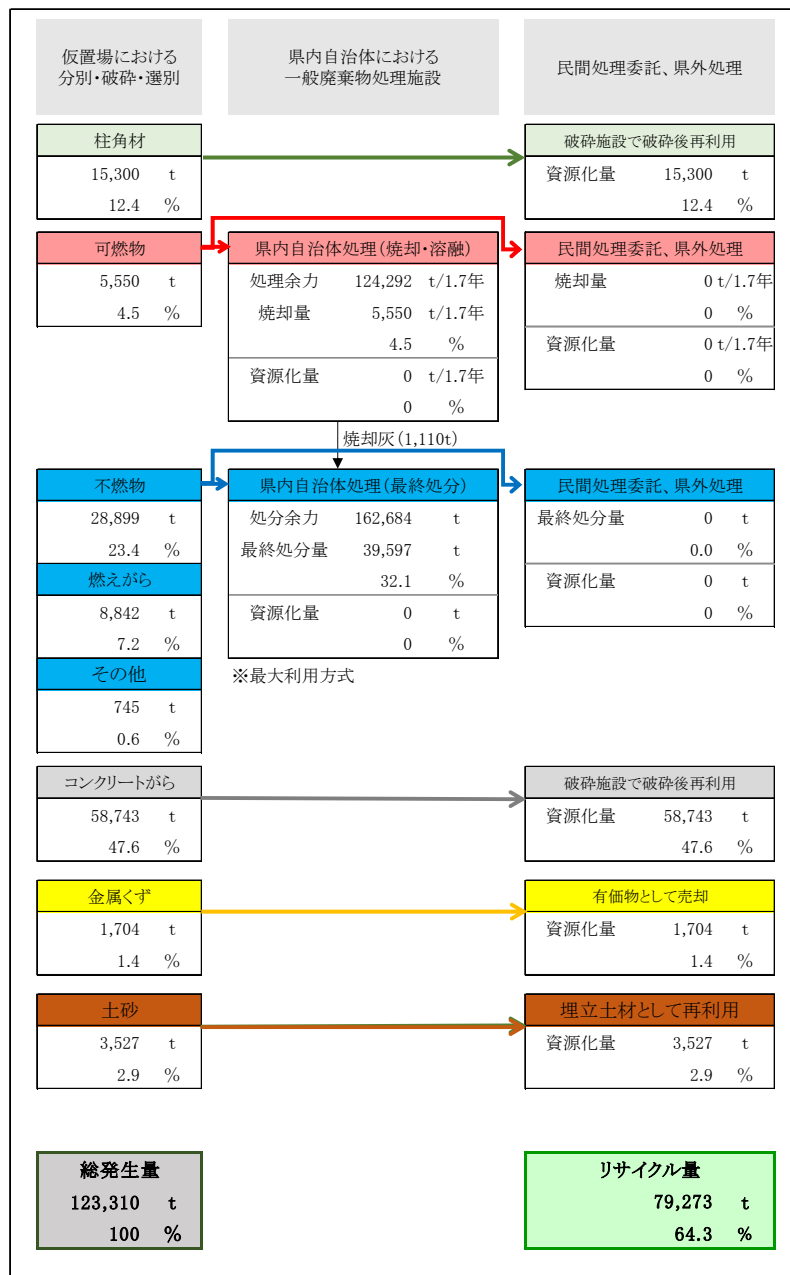 仮置場における
分別・破砕・選別
県内自治体における
一般廃棄物処理施設
民間処理委託、県外処理
柱角材
15,300 t
12.4 %
破砕施設で破砕後再利用
資源化量 15,300 t
12.4 %
可燃物
5,550 t
4.5 %
県内自治体処理(焼却・溶融)
処理余力 124,292 t/1.7年
焼却量 5,550 t/1.7年
4.5 %
資源化量 0 t/1.7年
0 %
民間処理委託、県外処理
焼却量 0 t/1.7年
0 %
資源化量 0 t/1.7年
0 %
焼却灰(1,110t)
不燃物
28,899 t
23.4 %
燃えがら
8,842 t
7.2 %
その他
745 t
0.6 %
県内自治体処理(最終処分)
処分余力 162,684 t
最終処分量 39,597 t
32.1 %
資源化量 0 t
0 %
※最大利用方式
民間処理委託、県外処理
最終処分量 0 t
0.0 %
資源化量 0 t
0 %
コンクリートがら
58,743 t
47.6 %
破砕施設で破砕後再利用
資源化量 58,743 t
47.6 %
金属くず
1,704 t
1.4 %
有価物として売却
資源化量 1,704 t
1.4 %
土砂
3,527 t
2.9 %
埋立土材として再利用
資源化量 3,527 t
2.9 %
総発生量
123,310 t
100 %
リサイクル量
79,273 t
64.3 %